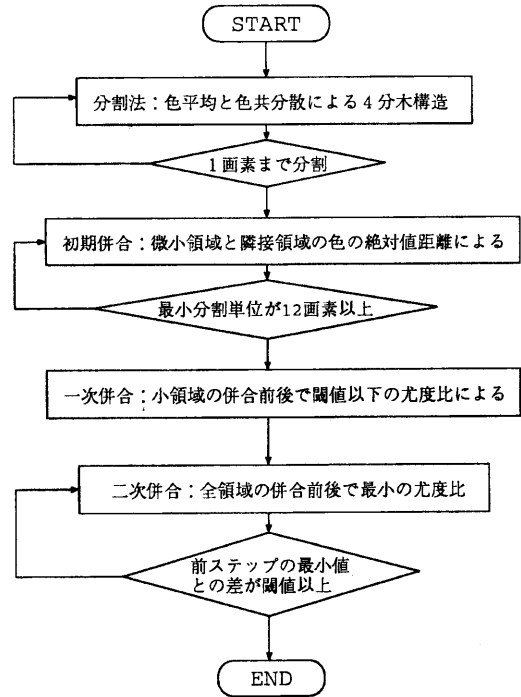 START
分割法：色平均と色共分散による4分木構造
1画素まで分割
初期併合：微小領域と隣接領域の色の絶対値距離による
最小分割単位が12画素以上
一次併合：小領域の併合前後で閾値以下の尤度比による
二次併合：全領域の併合前後で最小の尤度比
前ステップの最小値
との差が閾値以上
END